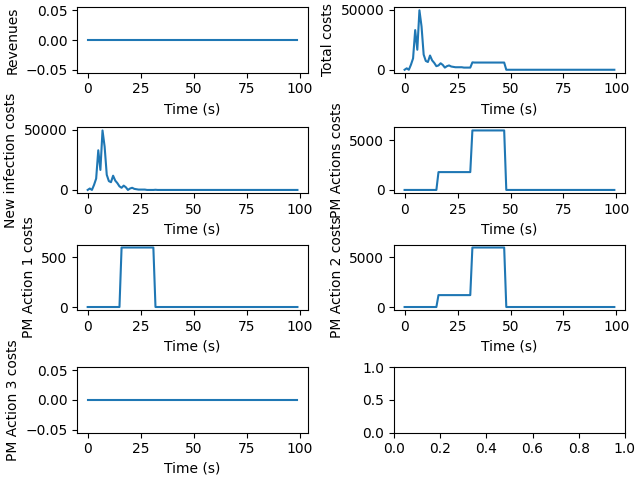 Revenues
0.05
0.00
−0.05
0 25 50 75 100
Time (s)
Total costs
50000
0
0 25 50 75 100
Time (s)
New infection costs
50000
0
0 25 50 75 100
Time (s)
PM Actions costs
5000
0
0 25 50 75 100
Time (s)
PM Action 1 costs
500
0
0 25 50 75 100
Time (s)
PM Action 2 costs
5000
0
0 25 50 75 100
Time (s)
PM Action 3 costs
0.05
0.00
−0.05
0 25 50 75 100
Time (s)
1.0
0.5
0.0
0.0 0.2 0.4 0.6 0.8 1.0